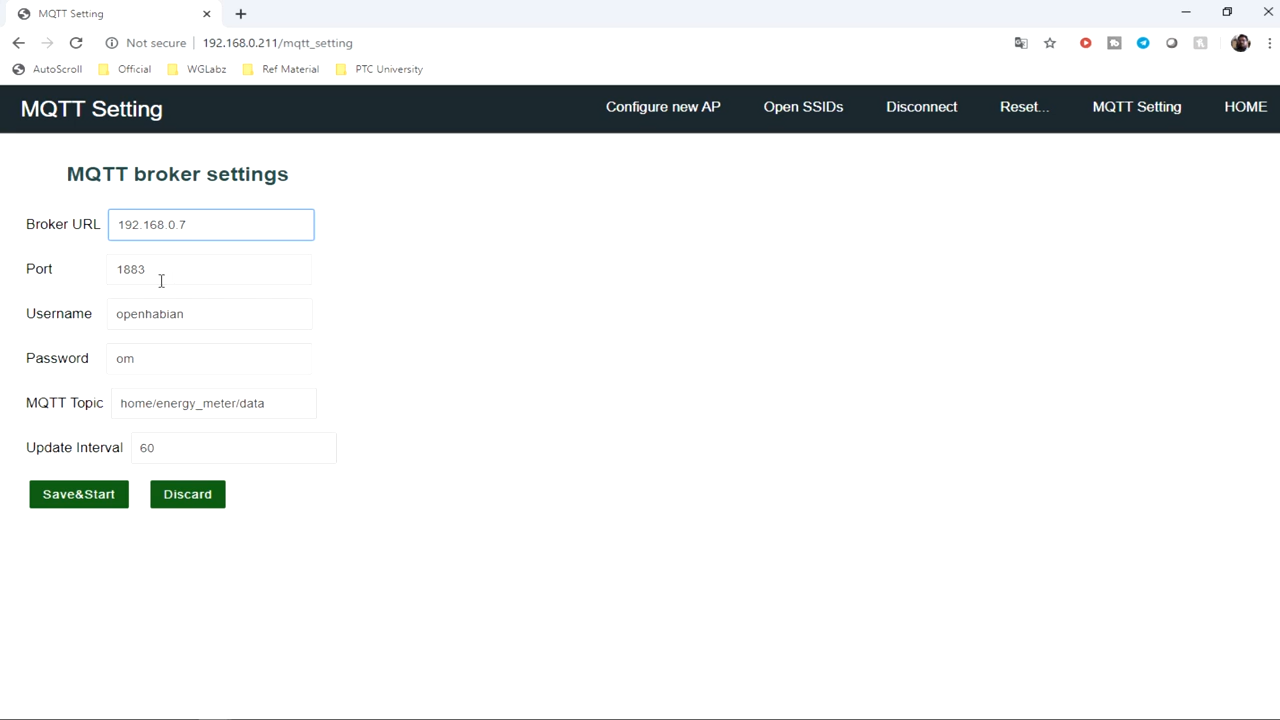 MQTT Setting
Not secure
192.168.0.211/mqtt_setting
AutoScroll
Official
WGLabz
Ref Material
PTC University
MQTT Setting
Configure new AP
Open SSIDs
Disconnect
Reset...
MQTT Setting
HOME
MQTT broker settings
Broker URL 192.168.0.7
Port 1883
Username openhabian
Password om
MQTT Topic home/energy_meter/data
Update Interval 60
Save&Start
Discard